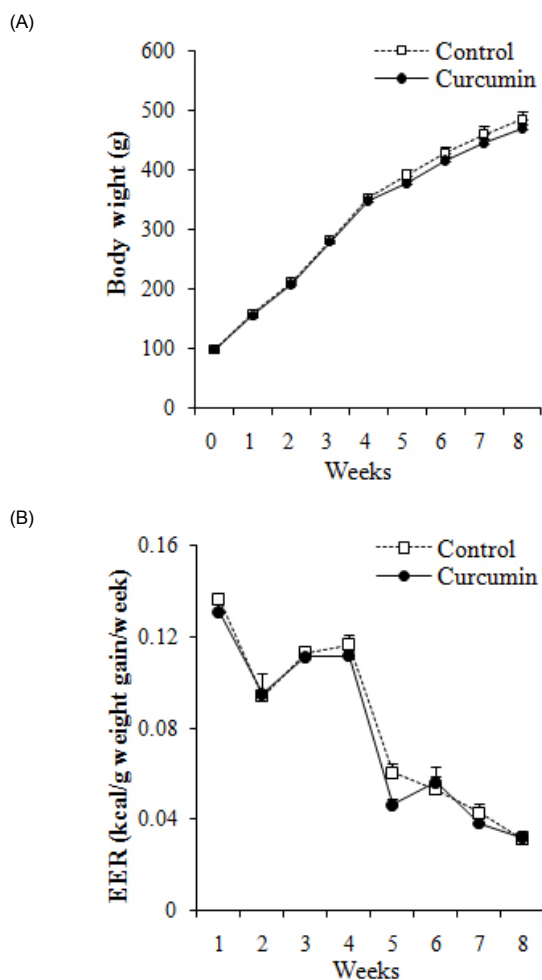 (A)
600
500
400
300
200
100
0
Body wight (g)
Control
Curcumin
0 1 2 3 4 5 6 7 8
Weeks
(B)
0.16
0.12
0.08
0.04
0
EER (kcal/g weight gain/week)
Control
Curcumin
1 2 3 4 5 6 7 8
Weeks